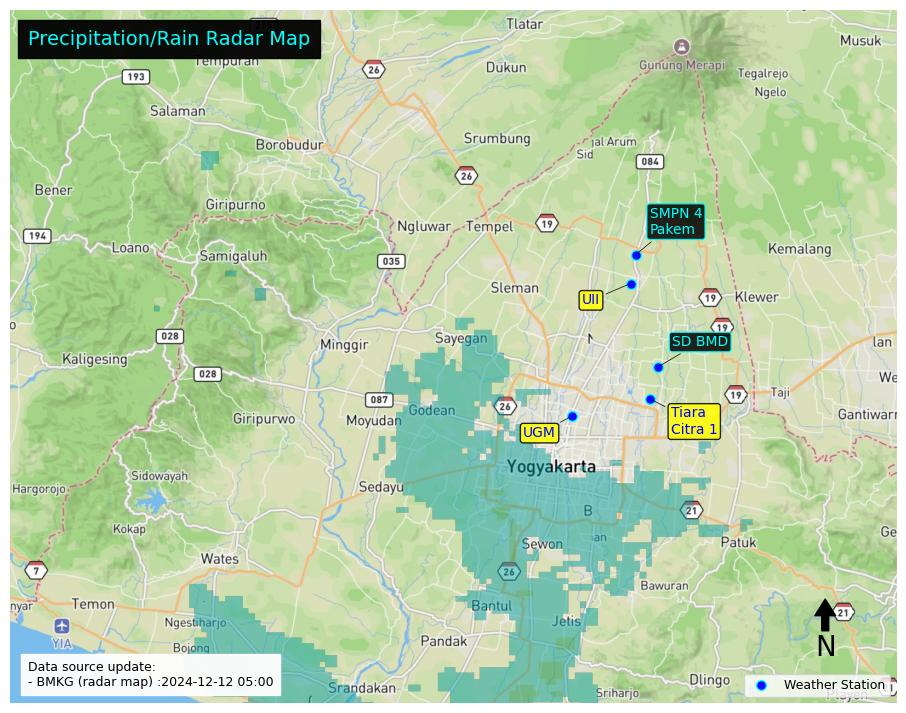 Tlatar
Precipitation/Rain Radar Map
Musuk
Tempuran
26
Dukun
Gunung Merapi
Tegalrejo
193
Ngelo
Salaman
Borobudur
Srumbung
jal Arum
Sid
084
26
Bener
Giripurno
SMPN 4
Pakem
Ngluwar
Tempel
19
194
Loano
Samigaluh
035
Kemalang
Sleman
UII
19
Klewer
19
028
Minggir
Sayegan
SD BMD
lan
Kaligesing
028
We
087
Godean
26
19
Taji
Giripurwo
Moyudan
UGM
Tiara
Citra 1
Gantiwarn
Yogyakarta
Hargorojo
Sidowayah
Sedayu
B
21
Kokap
Sewon
an
Patuk
Ge
Wates
7
26
Bawuran
nyar
Temon
Bantul
21
YIA
Ngestiharjo
Jetis
N
Bojong
Pandak
Data source update:
- BMKG (radar map) :2024-12-12 05:00
Srandakan
Sriharjo
Dlingo
Weather Station
Playen